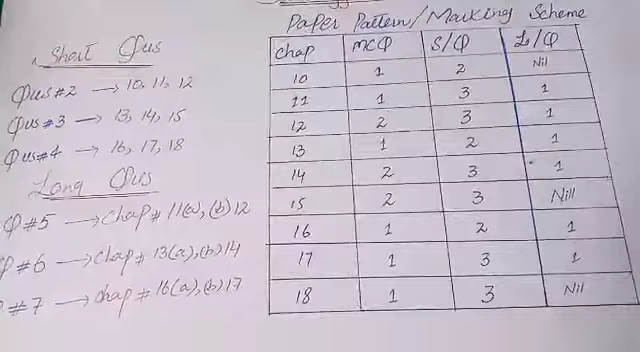 Short Qus
Qus#2 → 10, 11, 12
Qus#3 → 13, 14, 15
Qus#4 → 16, 17, 18
Long Qus
Q#5 → Chap# 11(a), (b) 12
#6 → Chap# 13(a), (b) 14
#7 → Chap# 16(a), (b) 17
Paper Pattern/Marking Scheme
Chap MCQ S/Q L/Q
10 1 2 Nil
11 1 3 1
12 2 3 1
13 1 2 1
14 2 3 1
15 2 3 Nill
16 1 2 1
17 1 3 1
18 1 3 Nil